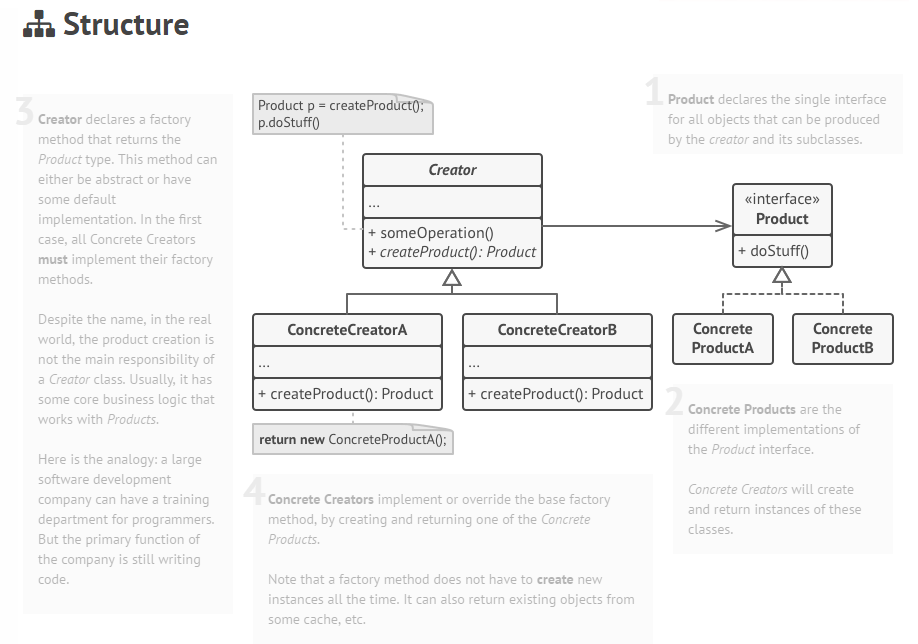 Structure
3
Creator declares a factory
method that returns the
Product type. This method can
either be abstract or have
some default
implementation. In the first
case, all Concrete Creators
must implement their factory
methods.
Despite the name, in the real
world, the product creation is
not the main responsibility of
a Creator class. Usually, it has
some core business logic that
works with Products.
Here is the analogy: a large
software development
company can have a training
department for programmers.
But the primary function of
the company is still writing
code.
Product p = createProduct();
p.doStuff()
Creator
...
+ someOperation()
+ createProduct(): Product
ConcreteCreatorA
...
+ createProduct(): Product
return new ConcreteProductA();
ConcreteCreatorB
...
+ createProduct(): Product
1
Product declares the single interface
for all objects that can be produced
by the creator and its subclasses.
«interface»
Product
+ doStuff()
Concrete
ProductA
Concrete
ProductB
2
Concrete Products are the
different implementations of
the Product interface.
Concrete Creators will create
and return instances of these
classes.
4
Concrete Creators implement or override the base factory
method, by creating and returning one of the Concrete
Products.
Note that a factory method does not have to create new
instances all the time. It can also return existing objects from
some cache, etc.